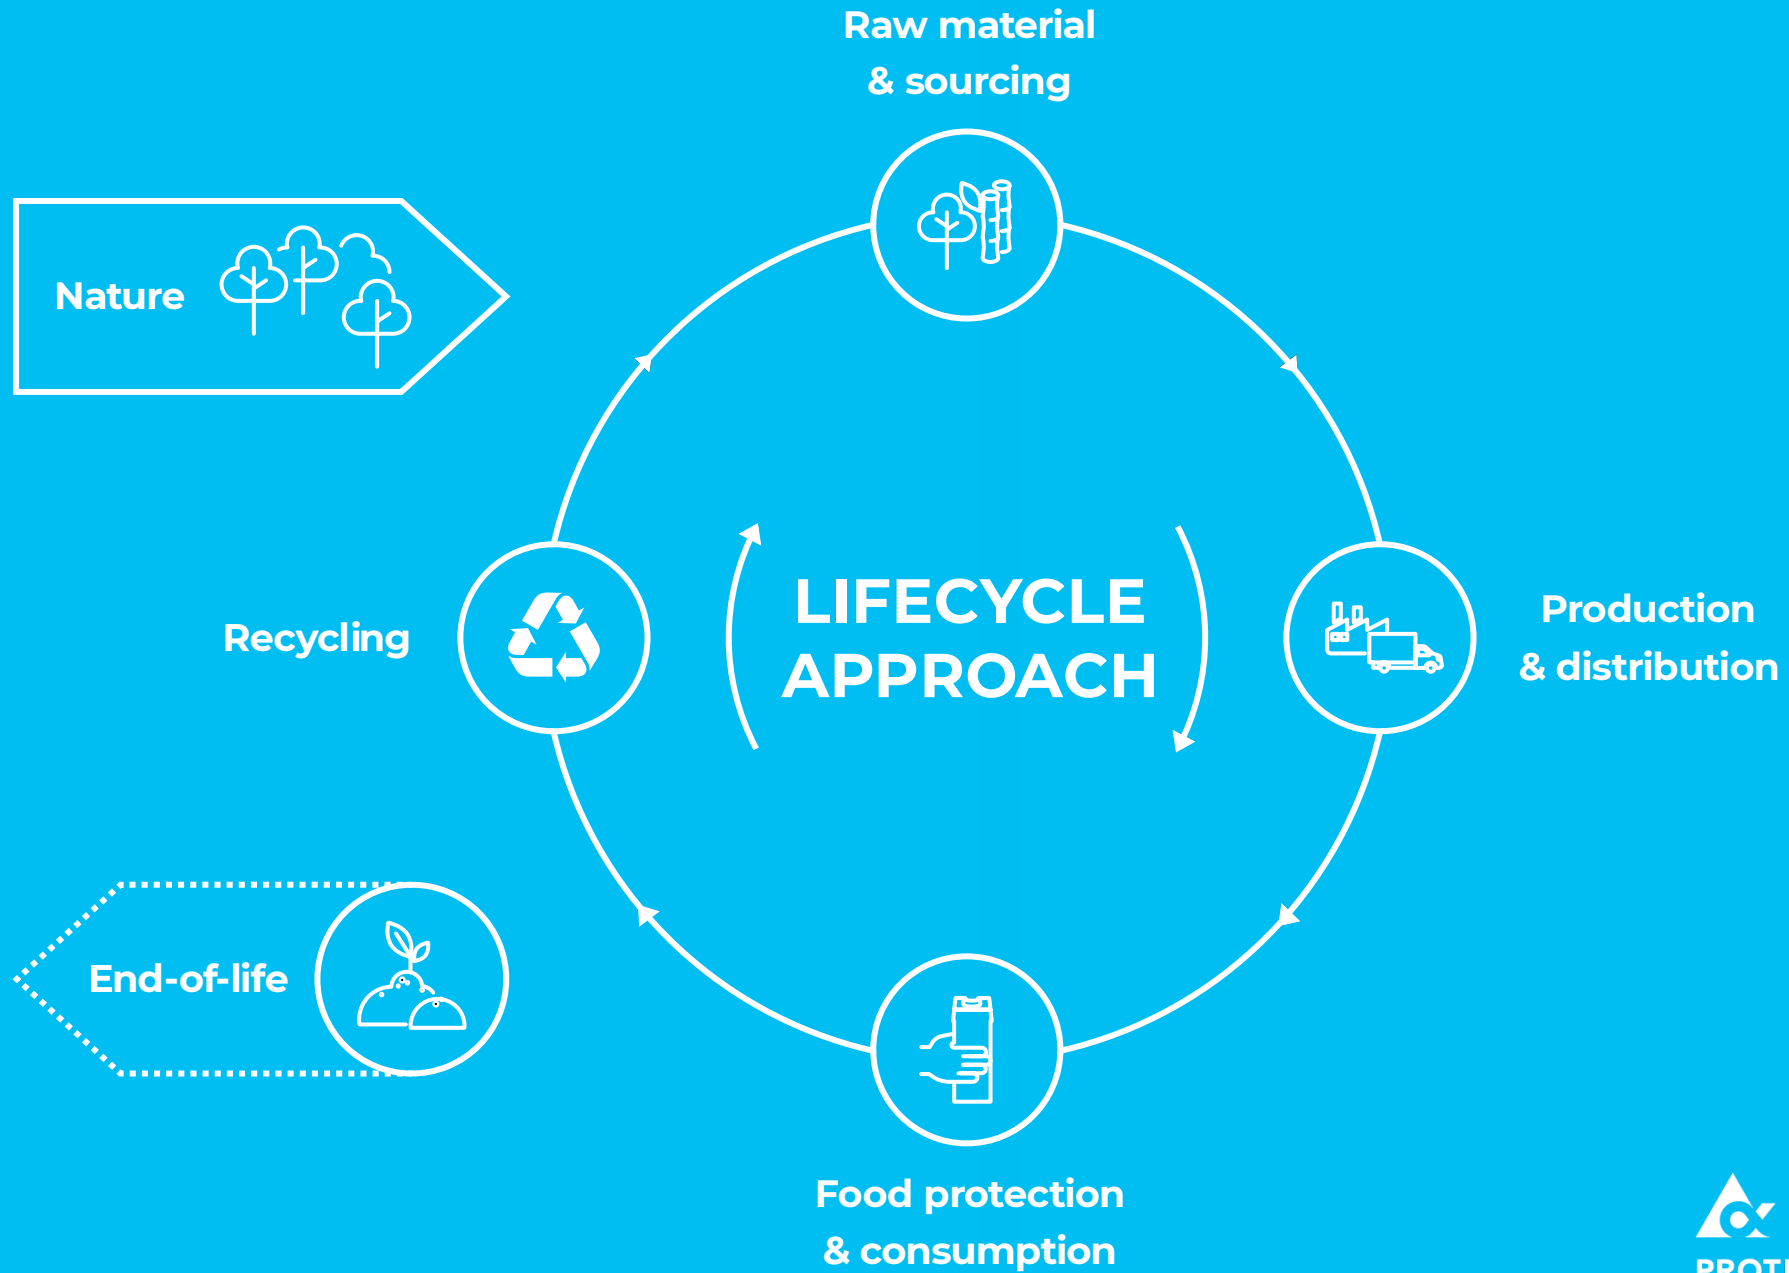 Raw material
& sourcing
Nature
LIFECYCLE
APPROACH
Recycling
Production
& distribution
End-of-life
Food protection
& consumption